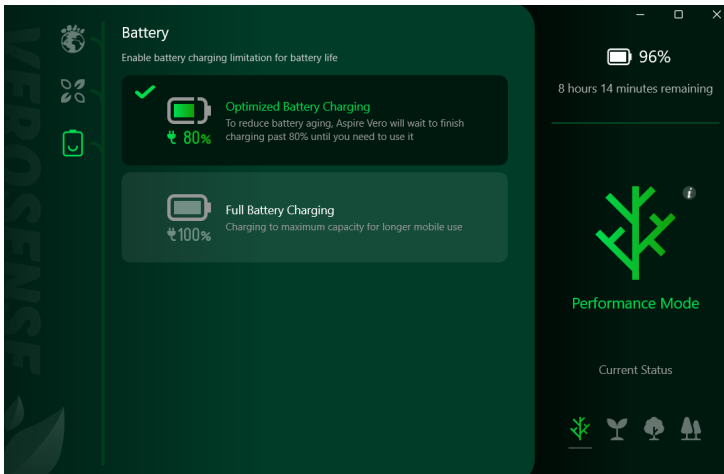 VEROSENSE
Battery
Enable battery charging limitation for battery life
Optimized Battery Charging
To reduce battery aging, Aspire Vero will wait to finish
charging past 80% until you need to use it
80%
Full Battery Charging
Charging to maximum capacity for longer mobile use
100%
96%
8 hours 14 minutes remaining
i
Performance Mode
Current Status